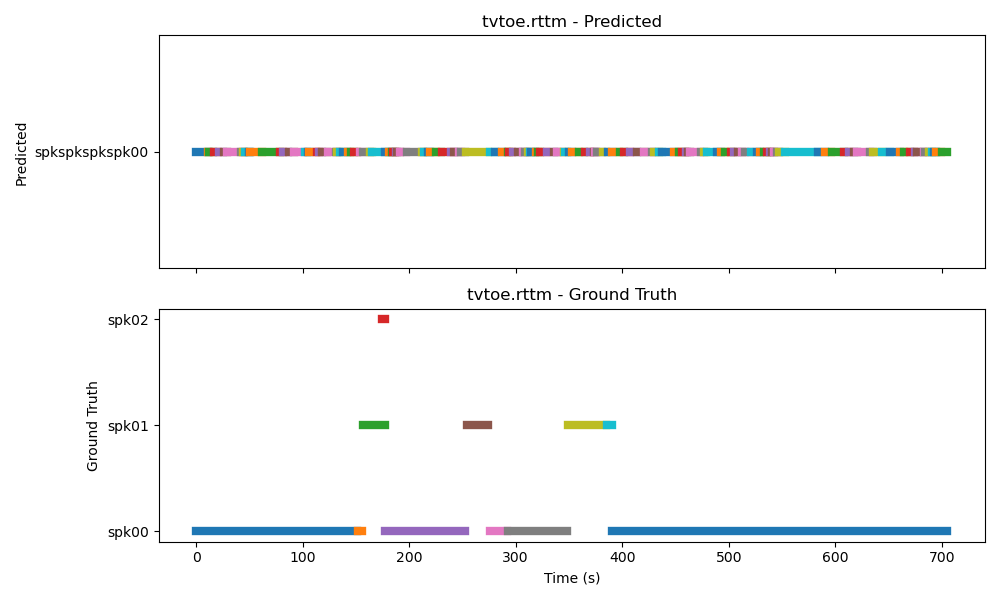 tvtoe.rttm - Predicted
Predicted
spkspkspkspk00
tvtoe.rttm - Ground Truth
Ground Truth
spk02
spk01
spk00
0 100 200 300 400 500 600 700
Time (s)